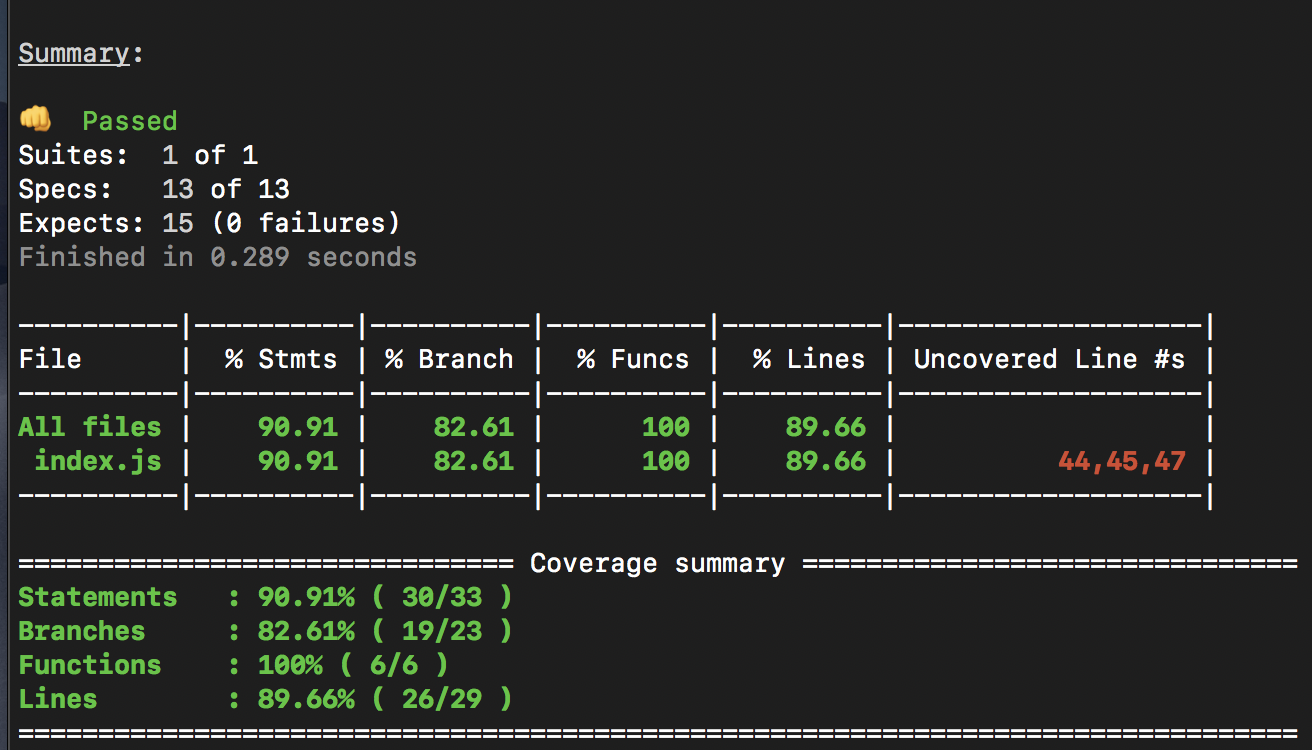 Summary:
👊  Passed
Suites:  1 of 1
Specs:   13 of 13
Expects: 15 (0 failures)
Finished in 0.289 seconds
----------|----------|----------|----------|----------|-------------------|
File      |  % Stmts | % Branch |  % Funcs |  % Lines | Uncovered Line #s |
----------|----------|----------|----------|----------|-------------------|
All files |    90.91 |    82.61 |      100 |    89.66 |                   |
 index.js |    90.91 |    82.61 |      100 |    89.66 |          44,45,47 |
----------|----------|----------|----------|----------|-------------------|
=============================== Coverage summary ===============================
Statements   : 90.91% ( 30/33 )
Branches     : 82.61% ( 19/23 )
Functions    : 100% ( 6/6 )
Lines        : 89.66% ( 26/29 )
================================================================================